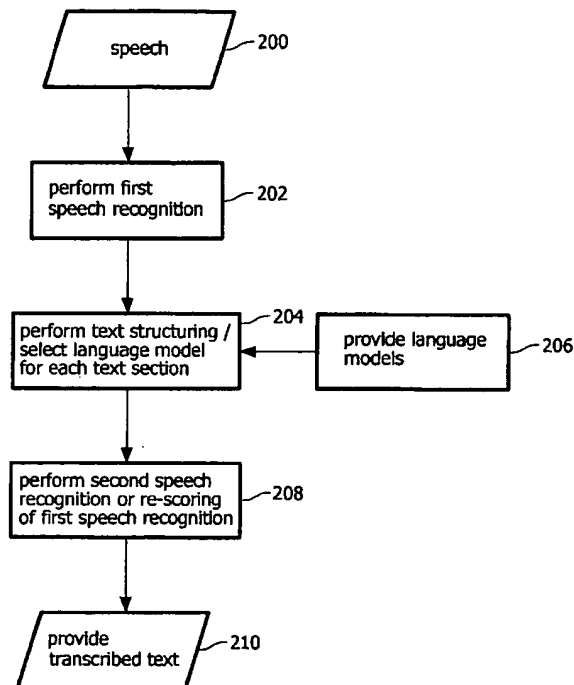 speech
200
perform first
speech recognition
202
204
perform text structuring /
select language model
for each text section
provide language
models
206
perform second speech
recognition or re-scoring
of first speech recognition
208
provide
transcribed text
210